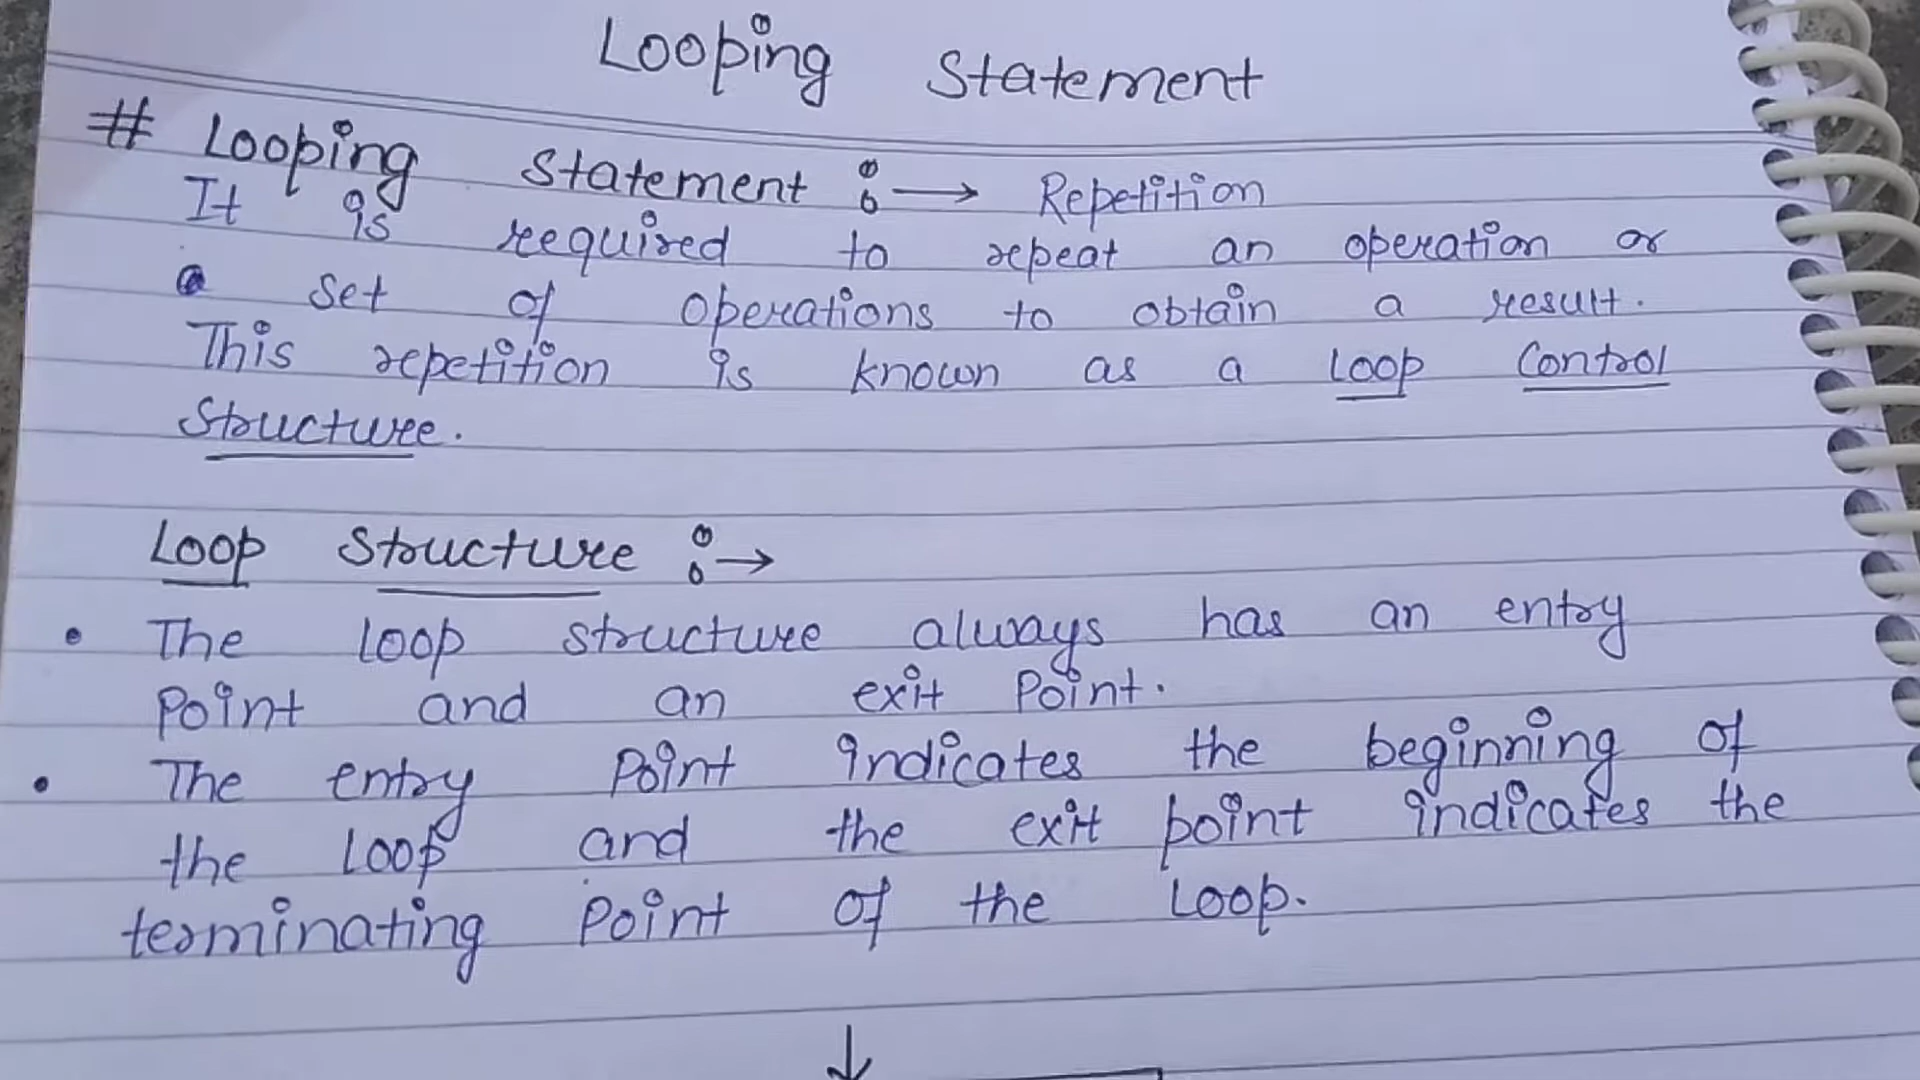 Looping Statement
# Looping Statement :→ Repetition
It is required to repeat an operation or
a set of operations to obtain a result.
This repetition is known as a Loop Control
Structure.
Loop Structure :→
• The loop structure always has an entry
Point and an exit Point.
• The entry Point indicates the beginning of
the loop and the exit point indicates the
terminating Point of the Loop.